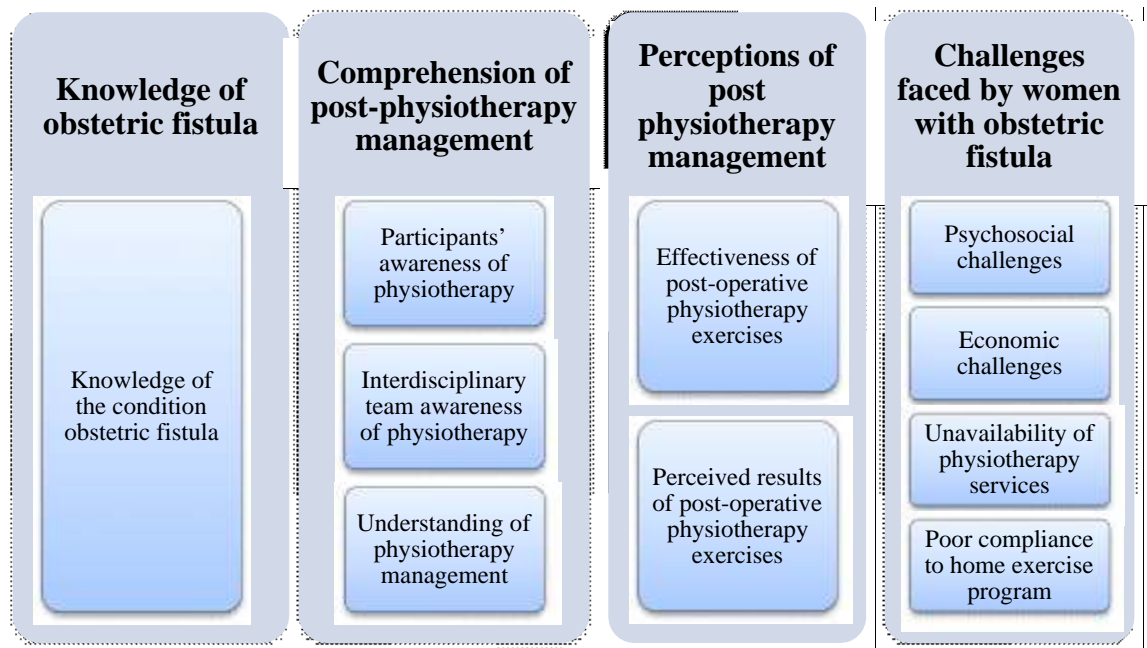 Knowledge of
obstetric fistula
Knowledge of
the condition
obstetric fistula
Comprehension of
post-physiotherapy
management
Participants’
awareness of
physiotherapy
Interdisciplinary
team awareness
of physiotherapy
Understanding of
physiotherapy
management
Perceptions of
post
physiotherapy
management
Effectiveness of
post-operative
physiotherapy
exercises
Perceived results
of post-operative
physiotherapy
exercises
Challenges
faced by women
with obstetric
fistula
Psychosocial
challenges
Economic
challenges
Unavailability of
physiotherapy
services
Poor compliance
to home exercise
program